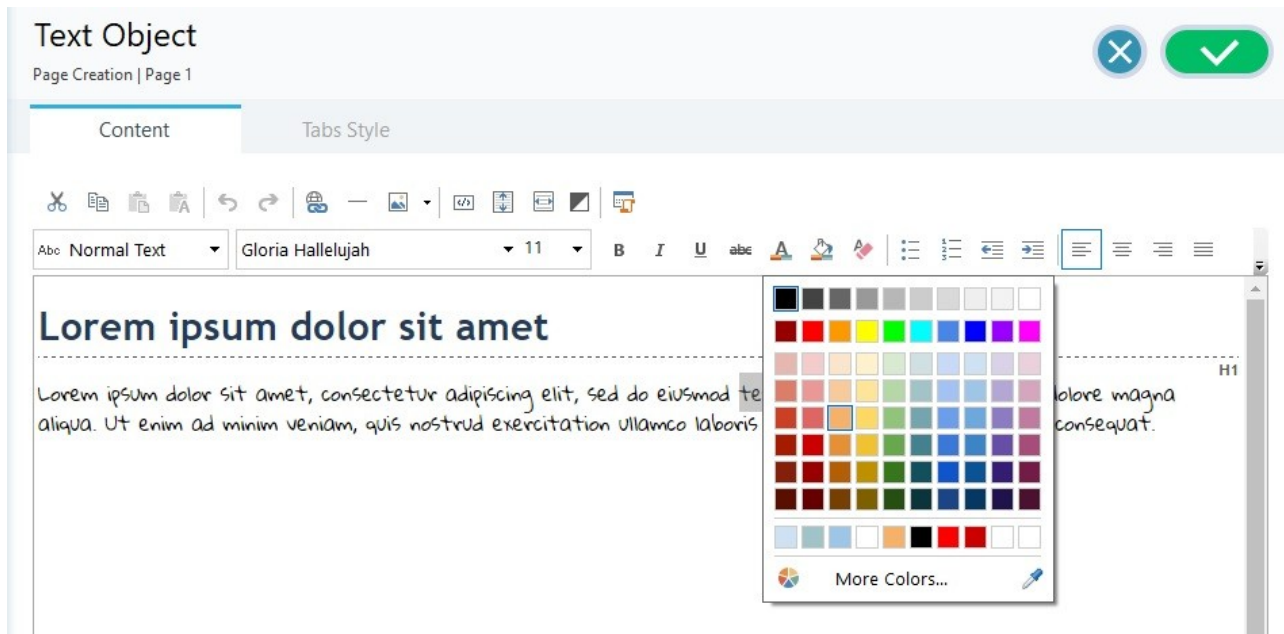 Text Object
Page Creation | Page 1
Content Tabs Style
Abc Normal Text Gloria Hallelujah 11 B I U abc A
Lorem ipsum dolor sit amet
H1
Lorem ipsum dolor sit amet, consectetur adipiscing elit, sed do eiusmod te dolore magna
aliqua. Ut enim ad minim veniam, quis nostrud exercitation ullamco laboris consequat.
More Colors...